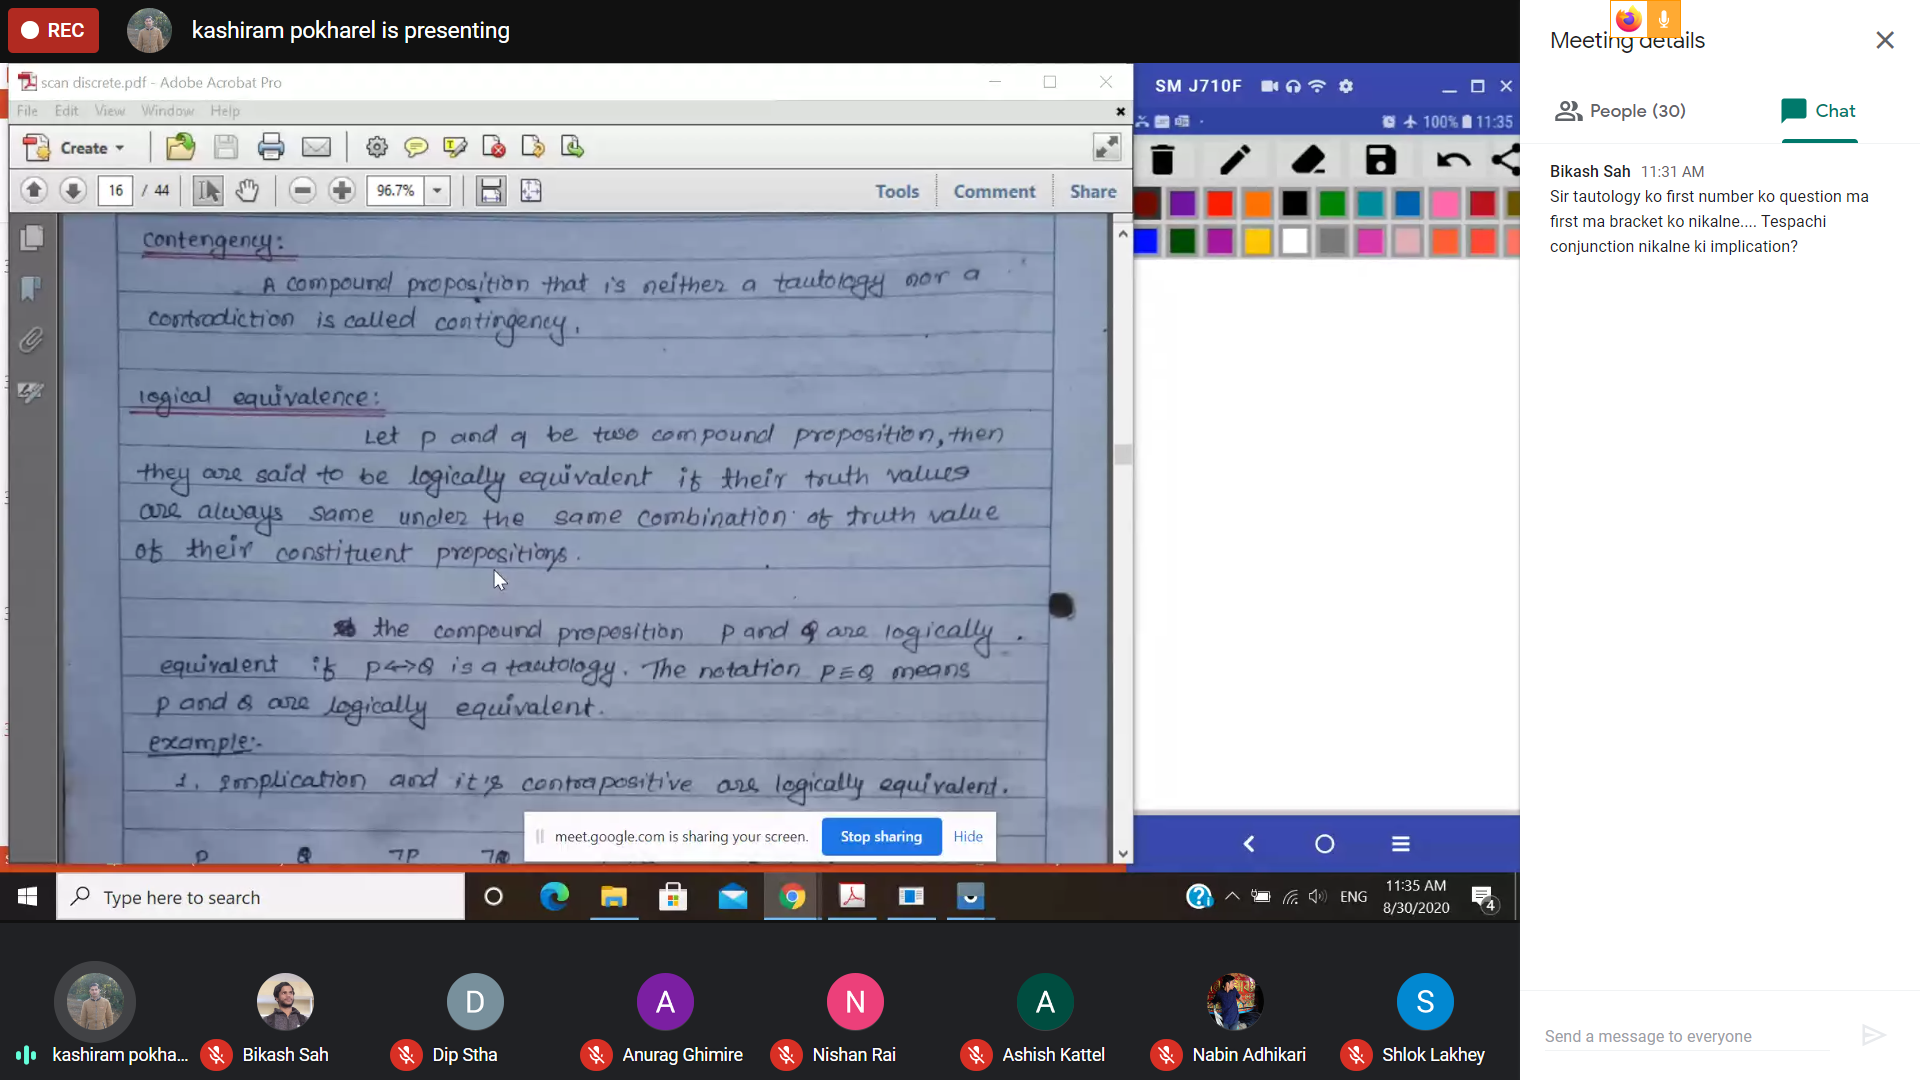 REC
kashiram pokharel is presenting
scan discrete.pdf - Adobe Acrobat Pro
File Edit View Window Help
Create
16 / 44
96.7%
Tools Comment Share
Contengency:
A compound proposition that is neither a tautology nor a
contradiction is called contingency.
logical equivalence:
Let p and q be two compound proposition, then
they are said to be logically equivalent if their truth values
are always same under the same combination of truth value
of their constituent propositions.
the compound proposition P and Q are logically
equivalent if P↔Q is a tautology. The notation P≡Q means
P and Q are logically equivalent.
example:-
1. Implication and it's contrapositive are logically equivalent.
P Q ¬P ¬Q
meet.google.com is sharing your screen.
Stop sharing
Hide
SM J710F
100% 11:35
Type here to search
ENG
11:35 AM
8/30/2020
4
kashiram pokha...
Bikash Sah
D
Dip Stha
A
Anurag Ghimire
N
Nishan Rai
A
Ashish Kattel
Nabin Adhikari
S
Shlok Lakhey
Meeting details
People (30)
Chat
Bikash Sah 11:31 AM
Sir tautology ko first number ko question ma
first ma bracket ko nikalne.... Tespachi
conjunction nikalne ki implication?
Send a message to everyone